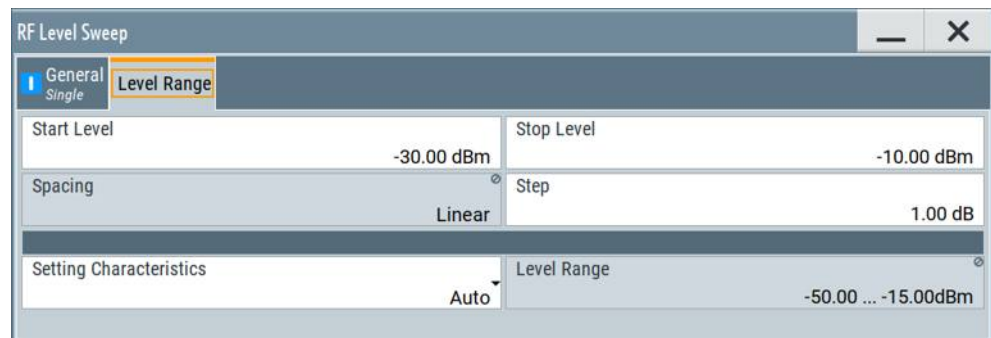 RF Level Sweep
General
Single
Level Range
Start Level
-30.00 dBm
Stop Level
-10.00 dBm
Spacing
Linear
Step
1.00 dB
Setting Characteristics
Auto
Level Range
-50.00 ... -15.00dBm